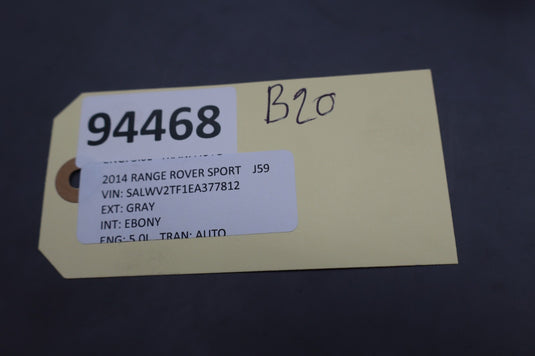 B20
94468
2014 RANGE ROVER SPORT J59
VIN: SALWV2TF1EA377812
EXT: GRAY
INT: EBONY
ENG: 5.0L TRAN: AUTO